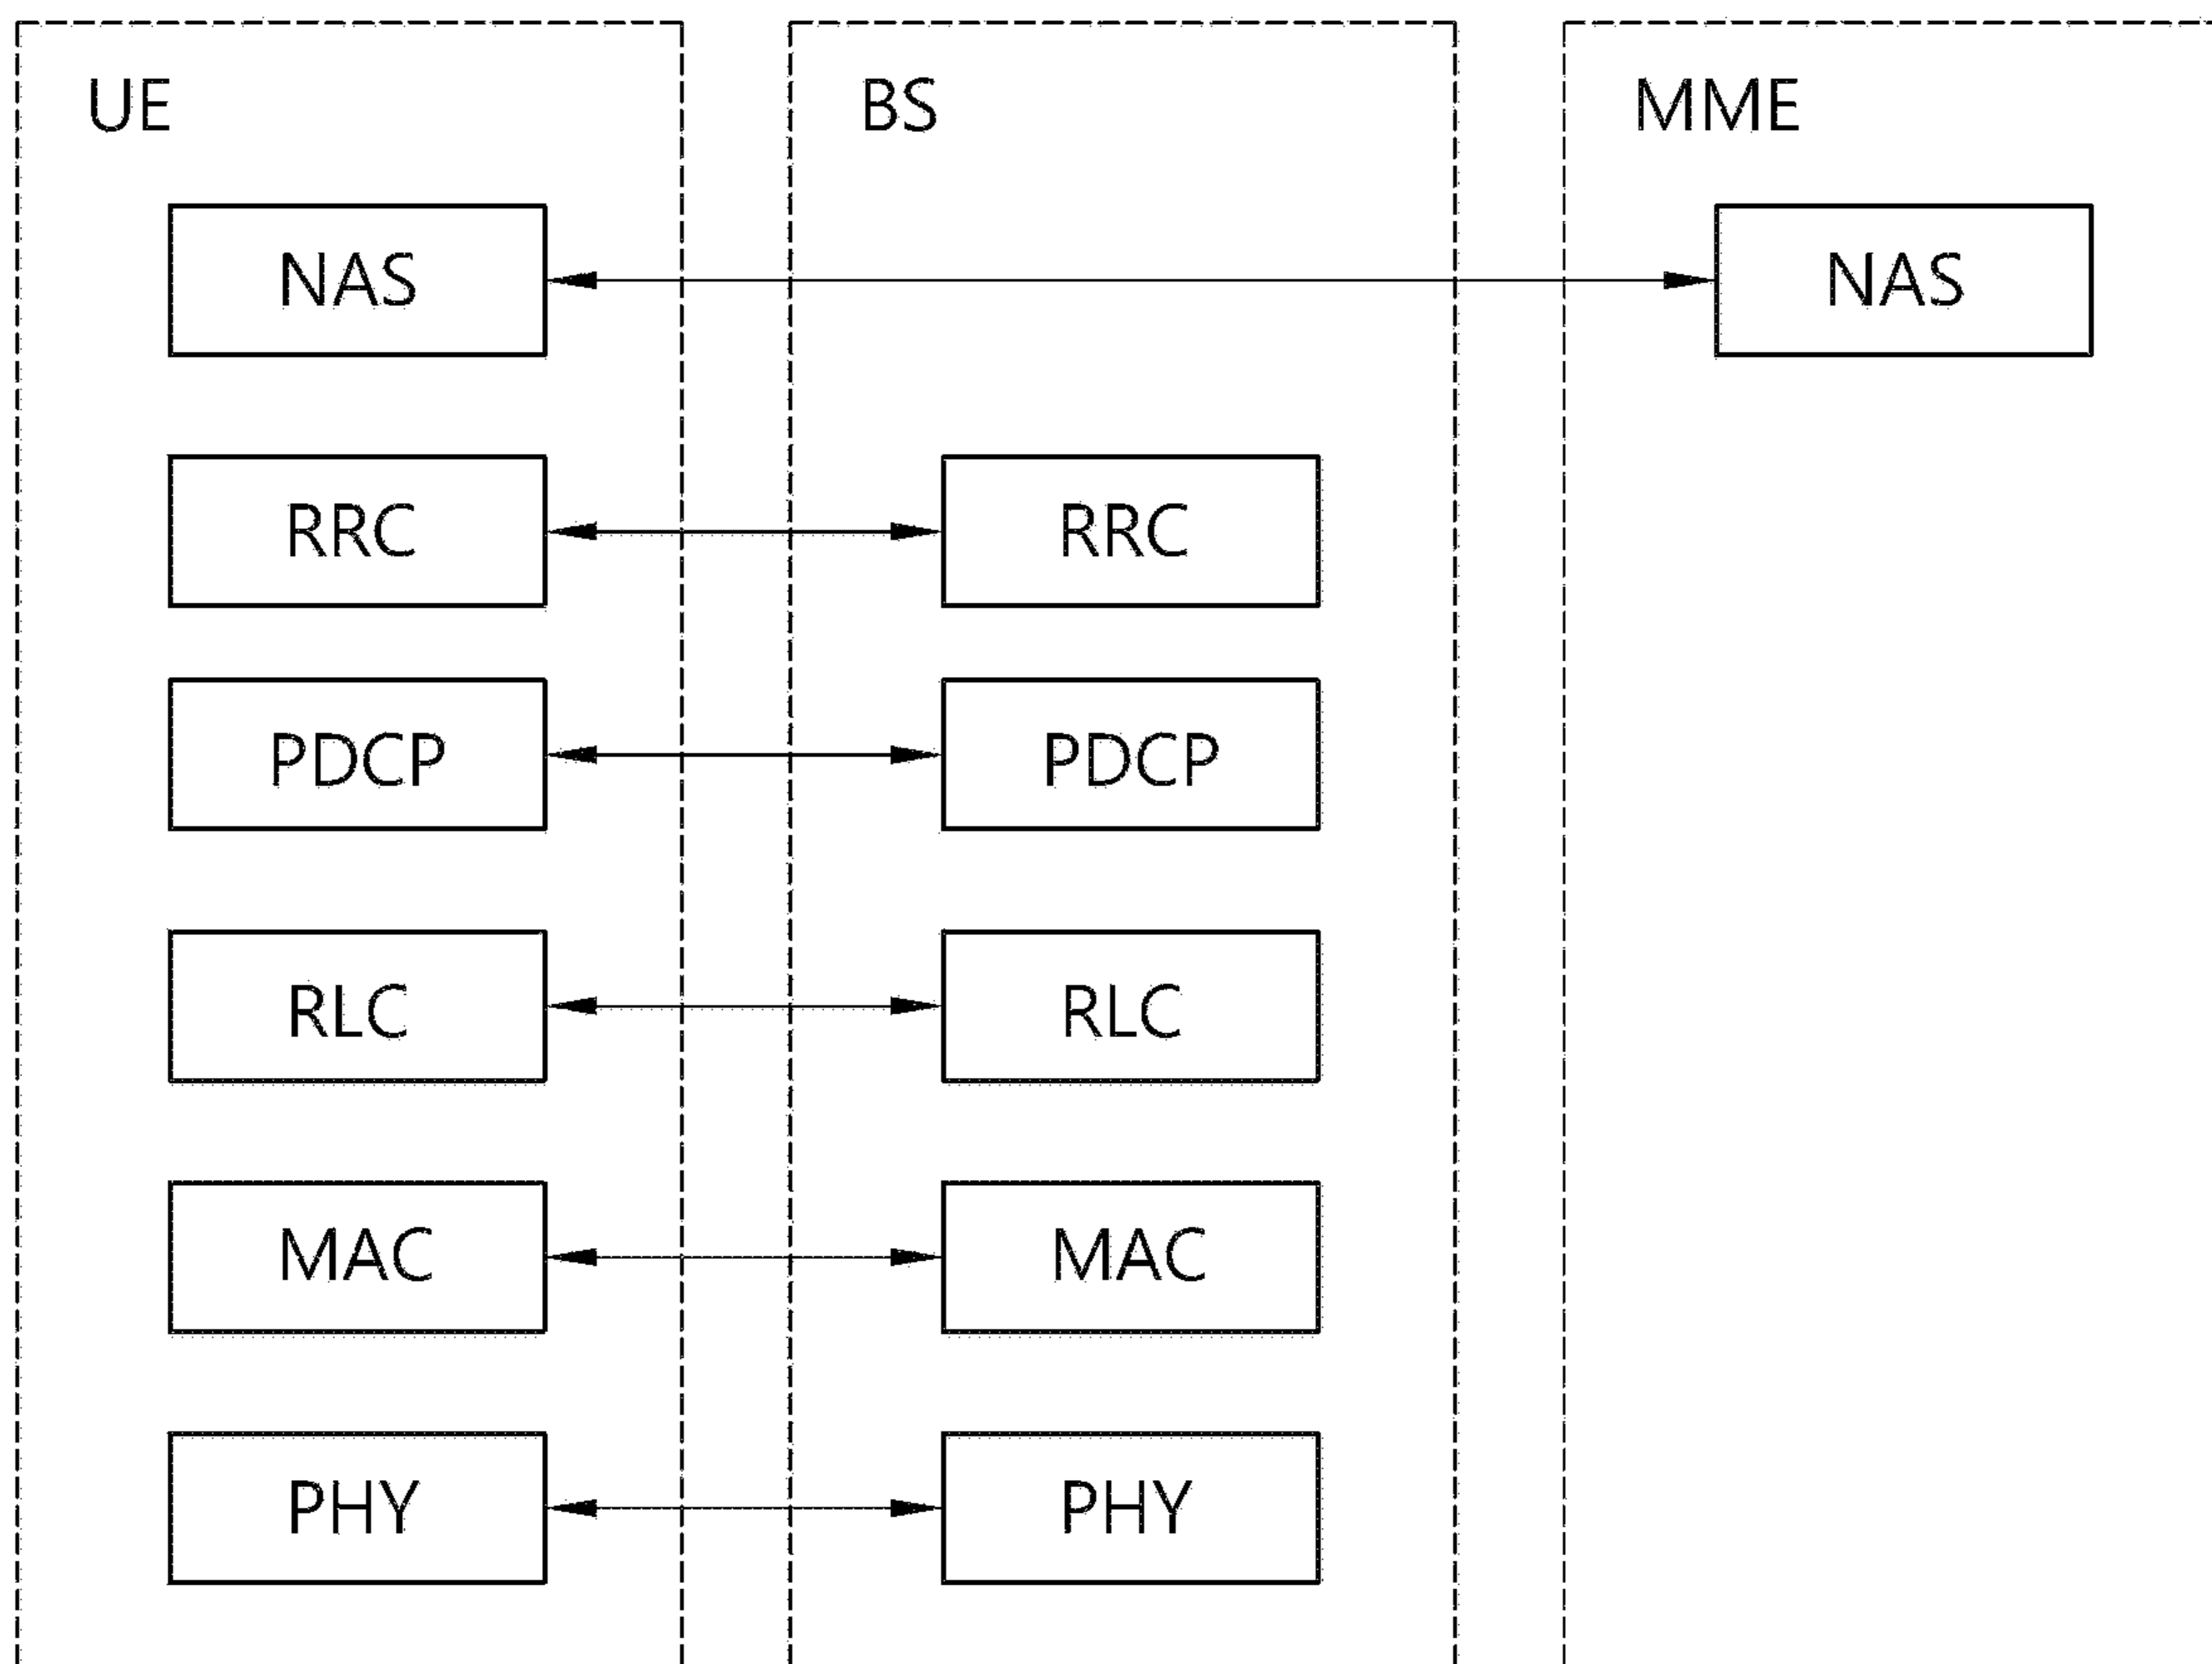 UE BS MME
NAS NAS
RRC RRC
PDCP PDCP
RLC RLC
MAC MAC
PHY PHY